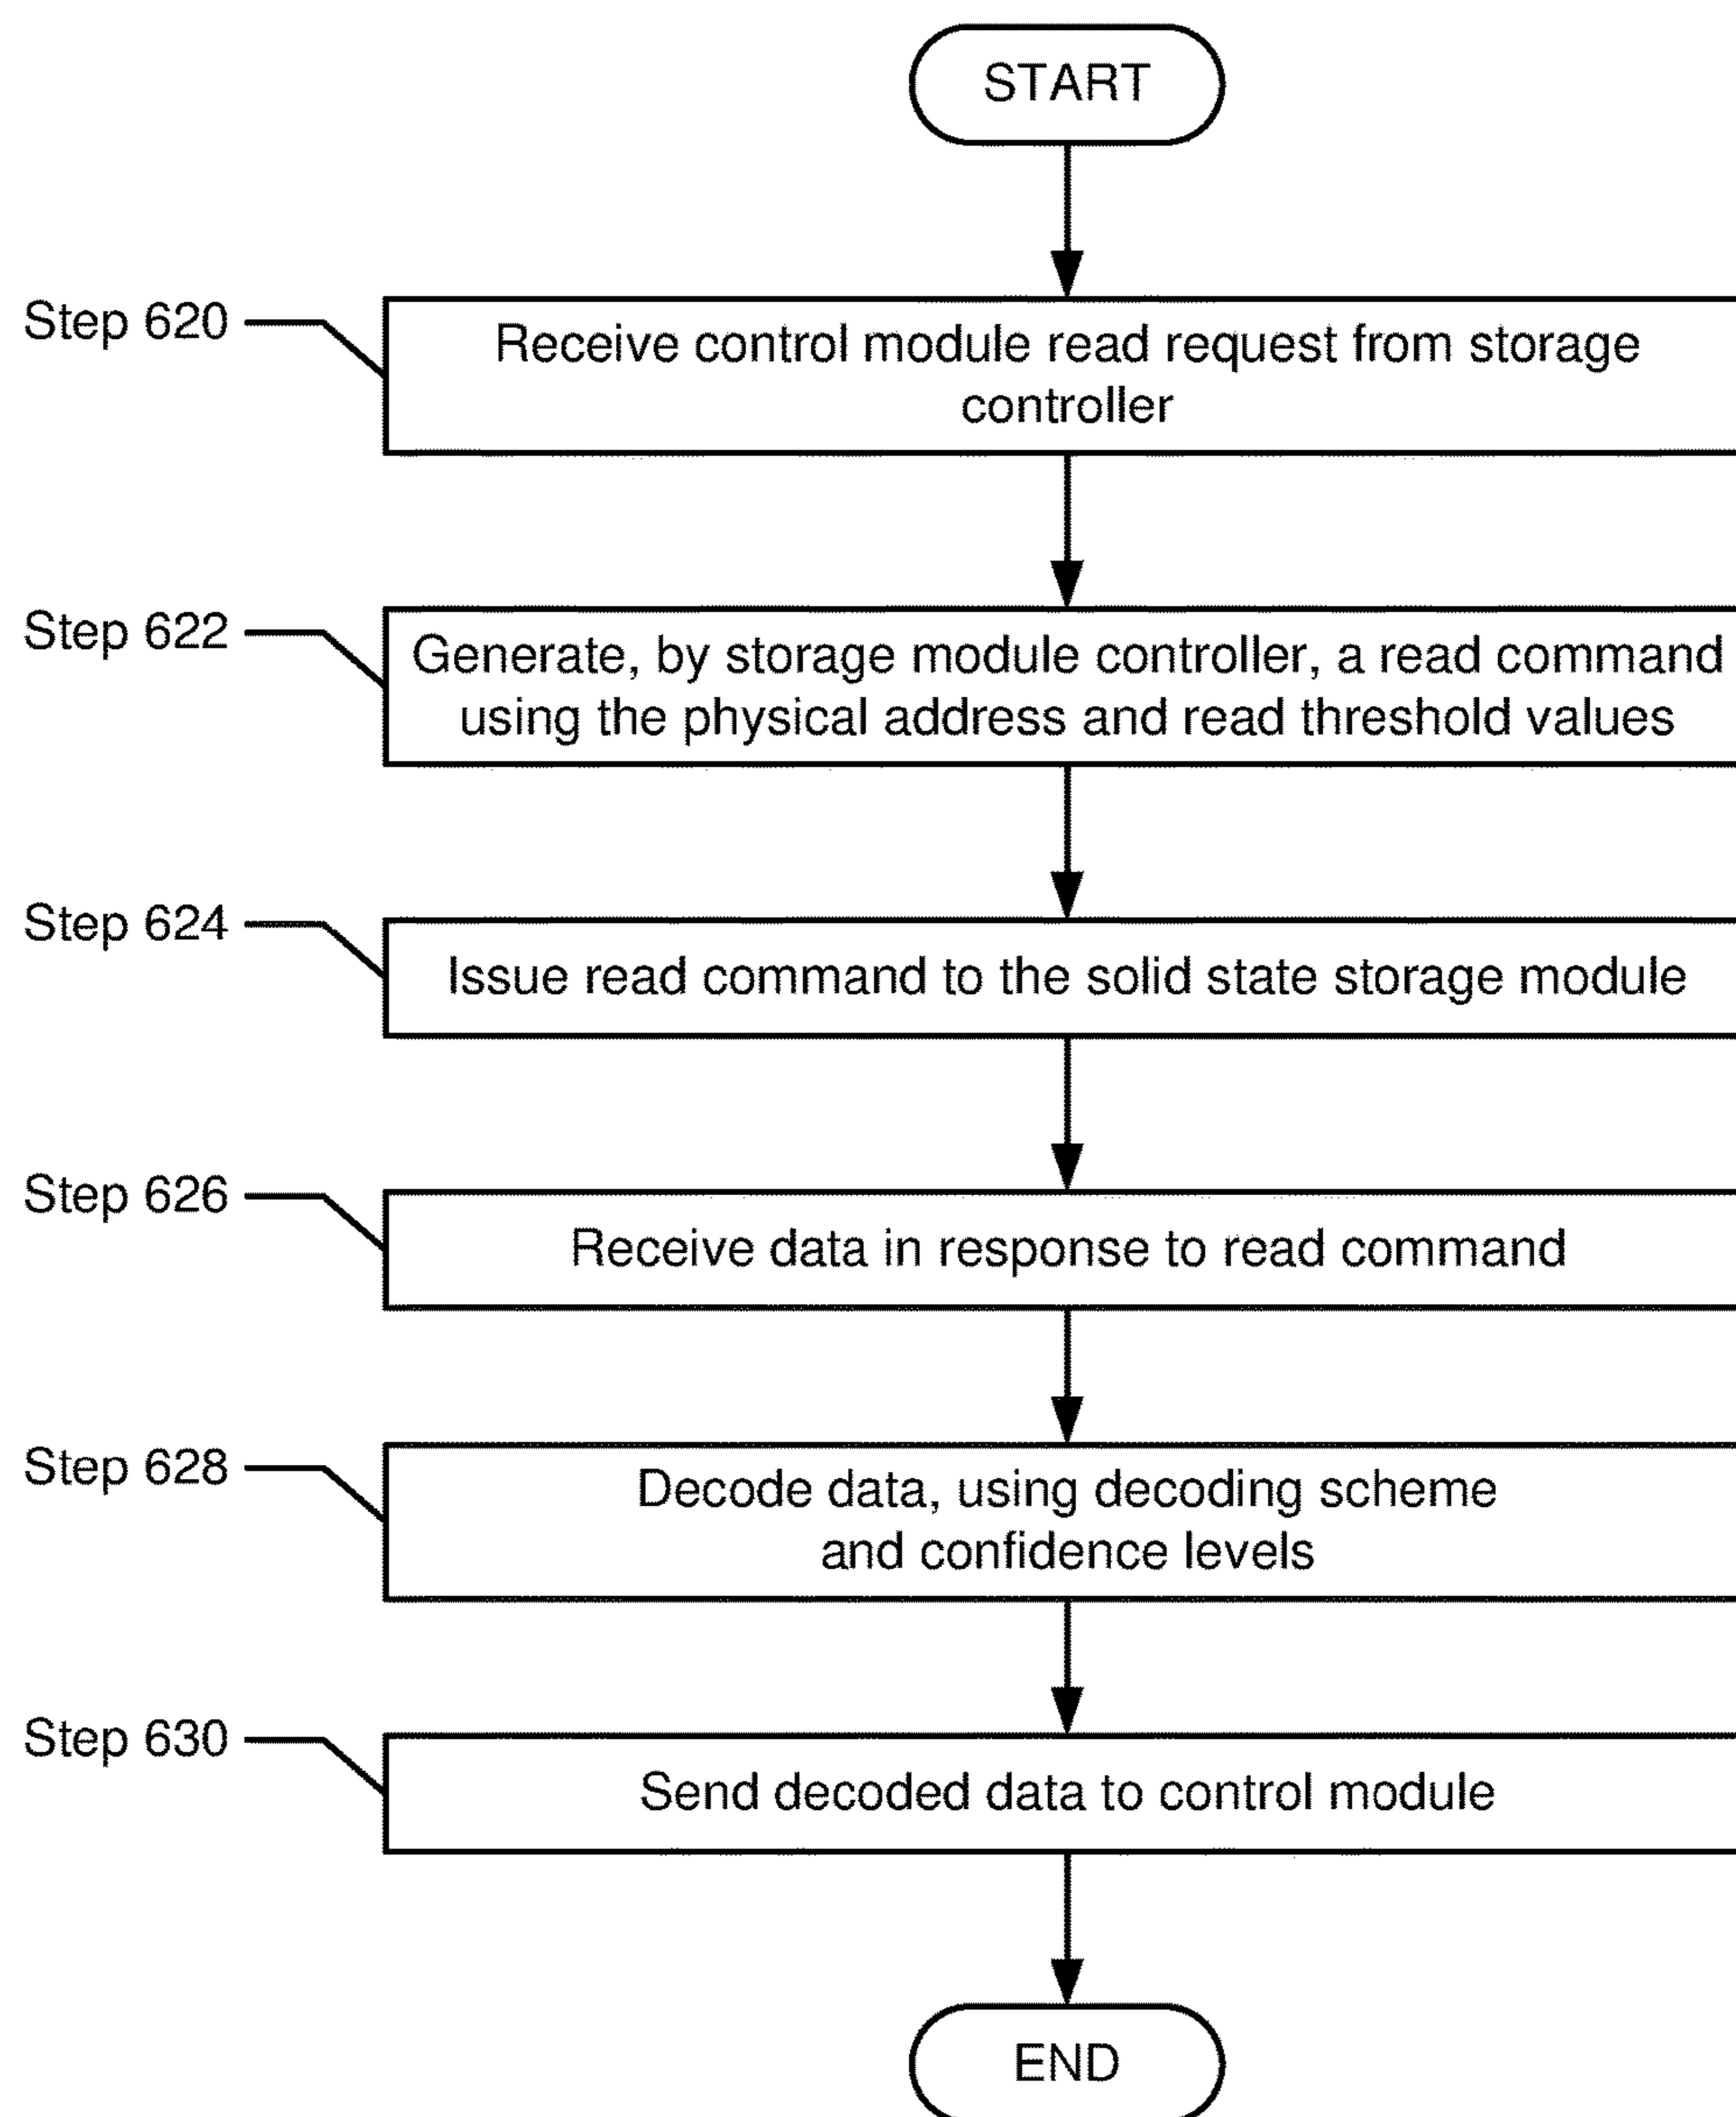 START
Step 620
Receive control module read request from storage
controller
Step 622
Generate, by storage module controller, a read command
using the physical address and read threshold values
Step 624
Issue read command to the solid state storage module
Step 626
Receive data in response to read command
Step 628
Decode data, using decoding scheme
and confidence levels
Step 630
Send decoded data to control module
END